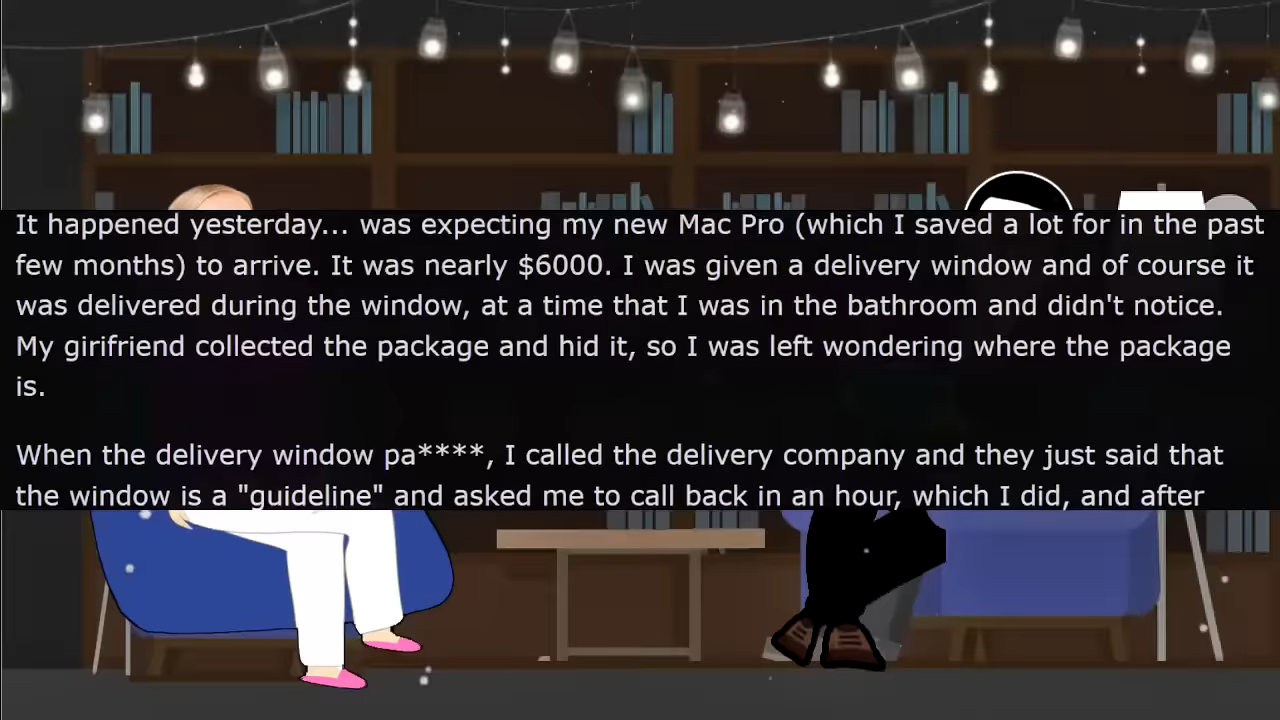 It happened yesterday... was expecting my new Mac Pro (which I saved a lot for in the past
few months) to arrive. It was nearly $6000. I was given a delivery window and of course it
was delivered during the window, at a time that I was in the bathroom and didn't notice.
My girifriend collected the package and hid it, so I was left wondering where the package
is.
When the delivery window pa****, I called the delivery company and they just said that
the window is a "guideline" and asked me to call back in an hour, which I did, and after